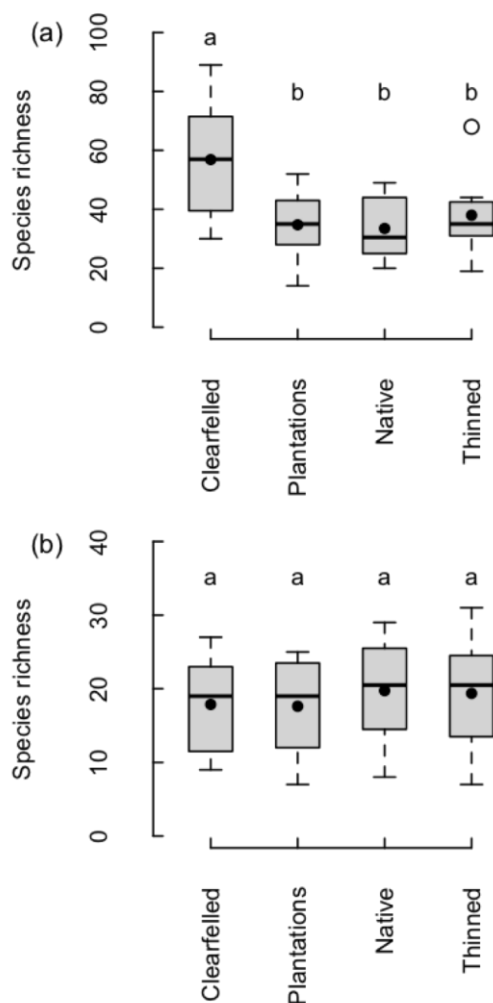 (a)
Species richness
100
80
60
40
20
0
a
b
b
b
Clearfelled
Plantations
Native
Thinned
(b)
Species richness
40
30
20
10
0
a
a
a
a
Clearfelled
Plantations
Native
Thinned